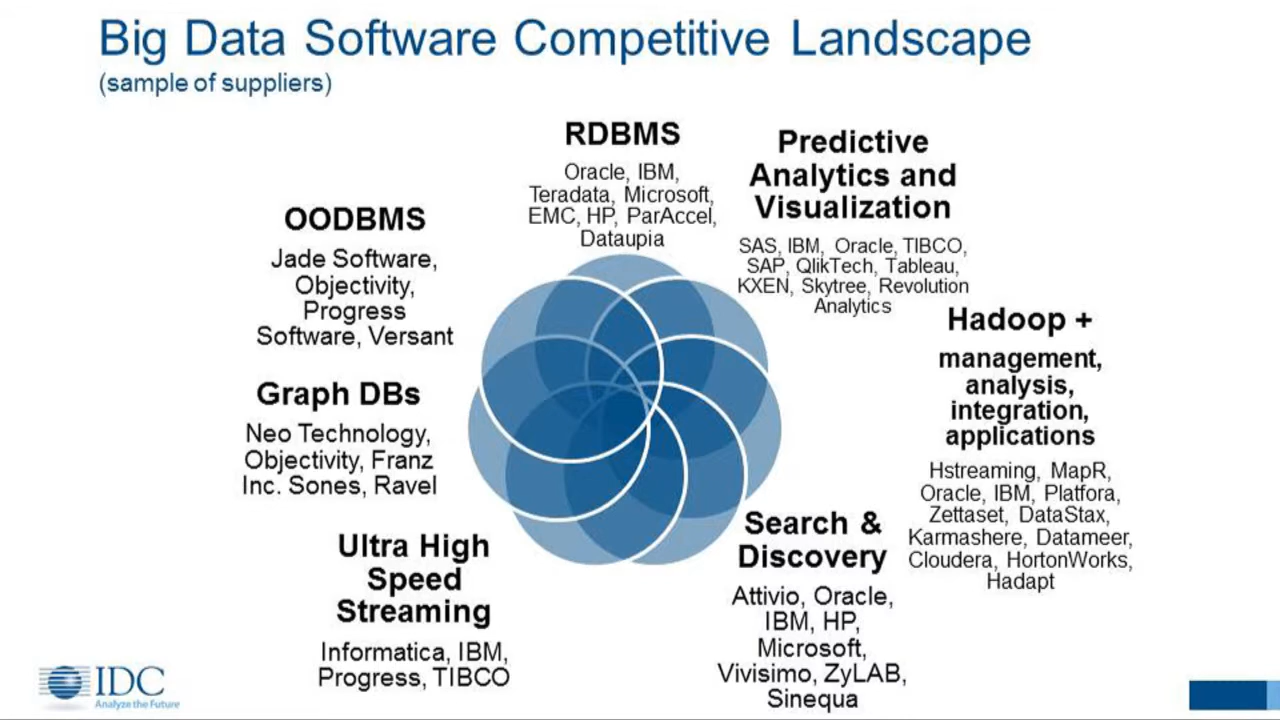 Big Data Software Competitive Landscape
(sample of suppliers)
RDBMS
Oracle, IBM,
Teradata, Microsoft,
EMC, HP, ParAccel,
Dataupia
Predictive
Analytics and
Visualization
SAS, IBM, Oracle, TIBCO,
SAP, QlikTech, Tableau,
KXEN, Skytree, Revolution
Analytics
OODBMS
Jade Software,
Objectivity,
Progress
Software, Versant
Hadoop +
management,
analysis,
integration,
applications
Hstreaming, MapR,
Oracle, IBM, Platfora,
Zettaset, DataStax,
Karmashere, Datameer,
Cloudera, HortonWorks,
Hadapt
Graph DBs
Neo Technology,
Objectivity, Franz
Inc. Sones, Ravel
Search &
Discovery
Attivio, Oracle,
IBM, HP,
Microsoft,
Vivisimo, ZyLAB,
Sinequa
Ultra High
Speed
Streaming
Informatica, IBM,
Progress, TIBCO
IDC
Analyze the Future